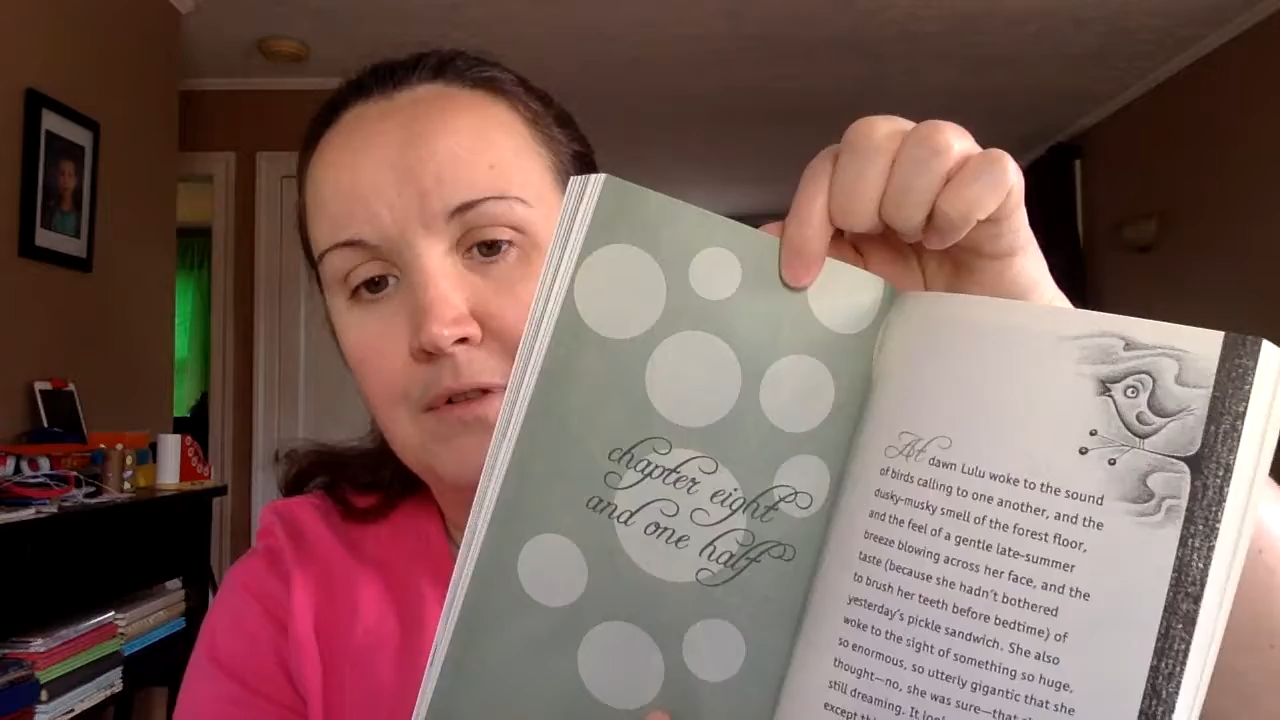 chapter eight
and one half
At dawn Lulu woke to the sound
of birds calling to one another, and the
dusky-musky smell of the forest floor,
and the feel of a gentle late-summer
breeze blowing across her face, and the
taste (because she hadn't bothered
to brush her teeth before bedtime) of
yesterday's pickle sandwich. She also
woke to the sight of something so huge,
so enormous, so utterly gigantic that she
thought—no, she was sure—that
still dreaming. It
except